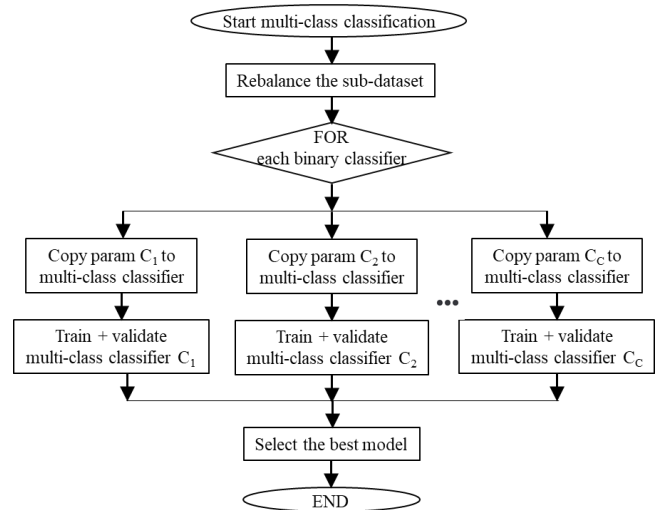 Start multi-class classification
Rebalance the sub-dataset
FOR
each binary classifier
Copy param C₁ to
multi-class classifier
Copy param C₂ to
multi-class classifier
Copy param C_C to
multi-class classifier
•••
Train + validate
multi-class classifier C₁
Train + validate
multi-class classifier C₂
Train + validate
multi-class classifier C_C
Select the best model
END